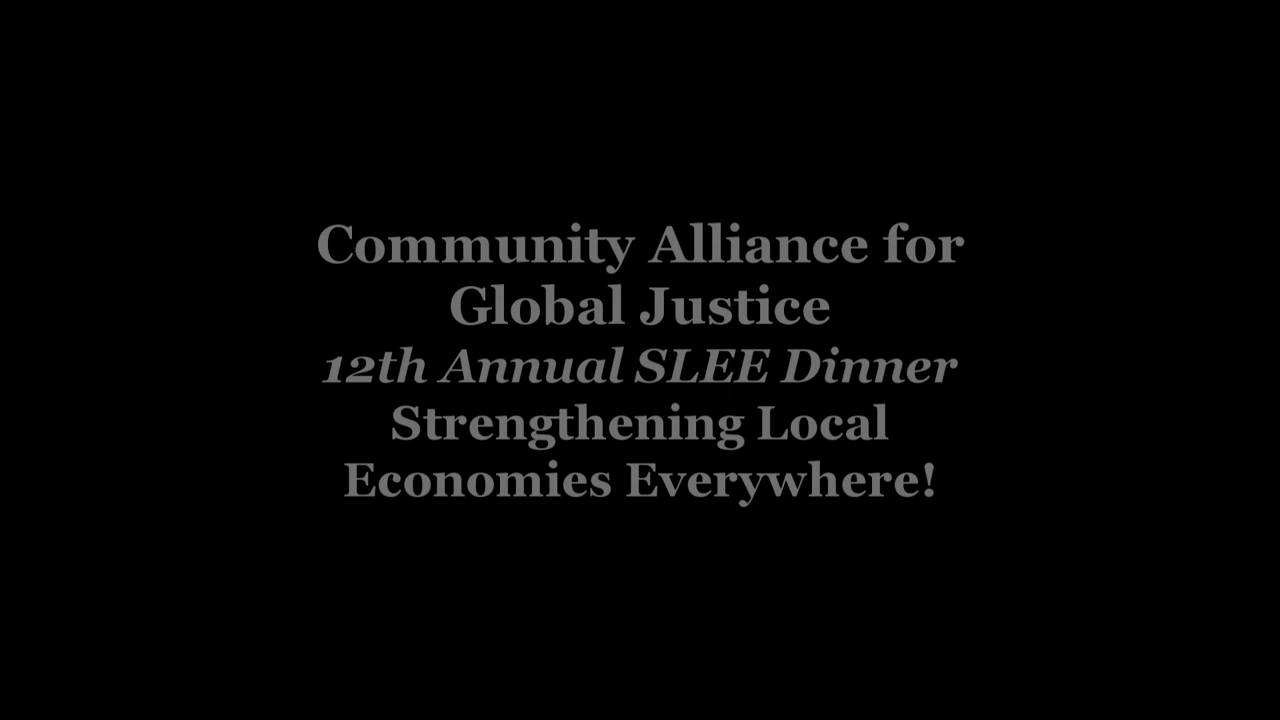 Community Alliance for
Global Justice
12th Annual SLEE Dinner
Strengthening Local
Economies Everywhere!